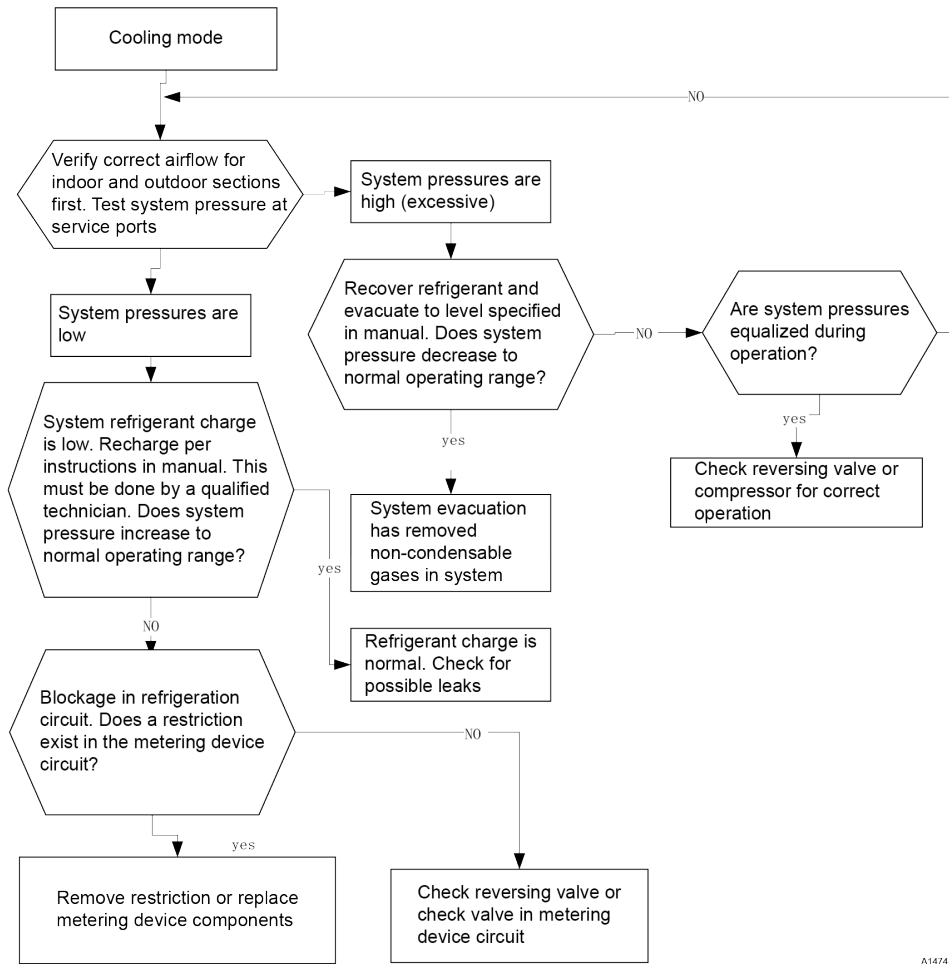 Cooling mode
NO
Verify correct airflow for
indoor and outdoor sections
first. Test system pressure at
service ports
System pressures are
high (excessive)
Recover refrigerant and
evacuate to level specified
in manual. Does system
pressure decrease to
normal operating range?
NO
Are system pressures
equalized during
operation?
System pressures are
low
yes
yes
Check reversing valve or
compressor for correct
operation
System refrigerant charge
is low. Recharge per
instructions in manual. This
must be done by a qualified
technician. Does system
pressure increase to
normal operating range?
System evacuation
has removed
non-condensable
gases in system
yes
NO
Refrigerant charge is
normal. Check for
possible leaks
Blockage in refrigeration
circuit. Does a restriction
exist in the metering device
circuit?
NO
yes
Remove restriction or replace
metering device components
Check reversing valve or
check valve in metering
device circuit
A1474